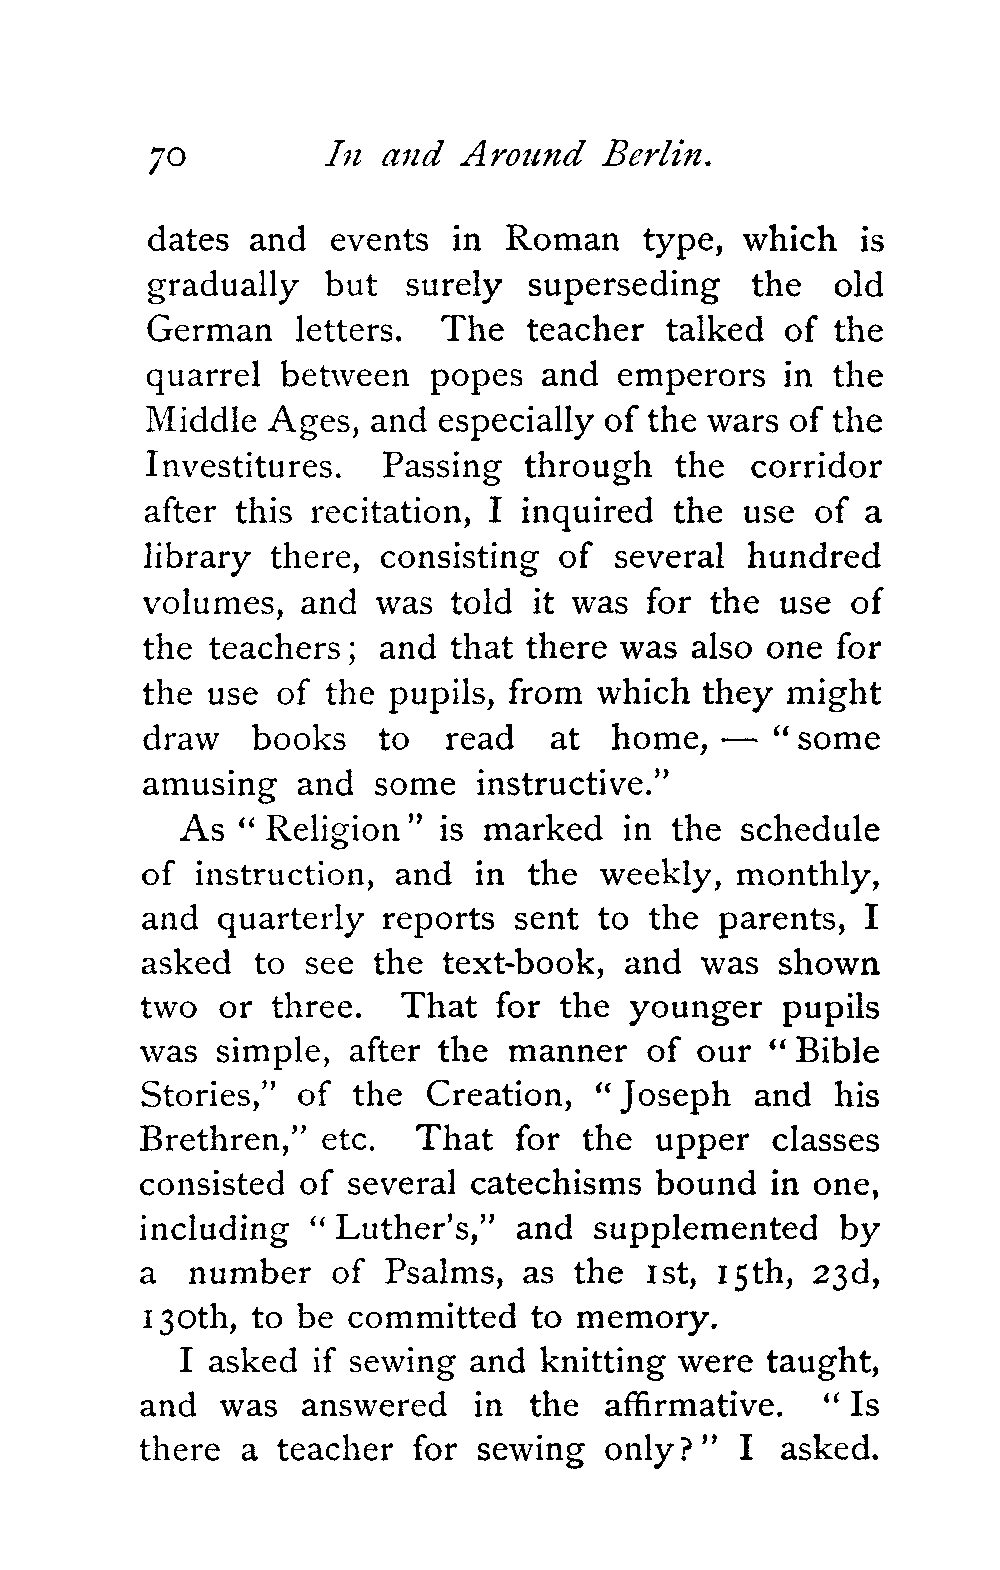 70 In and Around Berlin.
dates and events in Roman type, which is
gradually but surely superseding the old
German letters. The teacher talked of the
quarrel between popes and emperors in the
Middle Ages, and especially of the wars of the
Investitures. Passing through the corridor
after this recitation, I inquired the use of a
library there, consisting of several hundred
volumes, and was told it was for the use of
the teachers; and that there was also one for
the use of the pupils, from which they might
draw books to read at home, — “some
amusing and some instructive.”
As “Religion” is marked in the schedule
of instruction, and in the weekly, monthly,
and quarterly reports sent to the parents, I
asked to see the text-book, and was shown
two or three. That for the younger pupils
was simple, after the manner of our “Bible
Stories,” of the Creation, “Joseph and his
Brethren,” etc. That for the upper classes
consisted of several catechisms bound in one,
including “Luther’s,” and supplemented by
a number of Psalms, as the 1st, 15th, 23d,
130th, to be committed to memory.
I asked if sewing and knitting were taught,
and was answered in the affirmative. “Is
there a teacher for sewing only?” I asked.